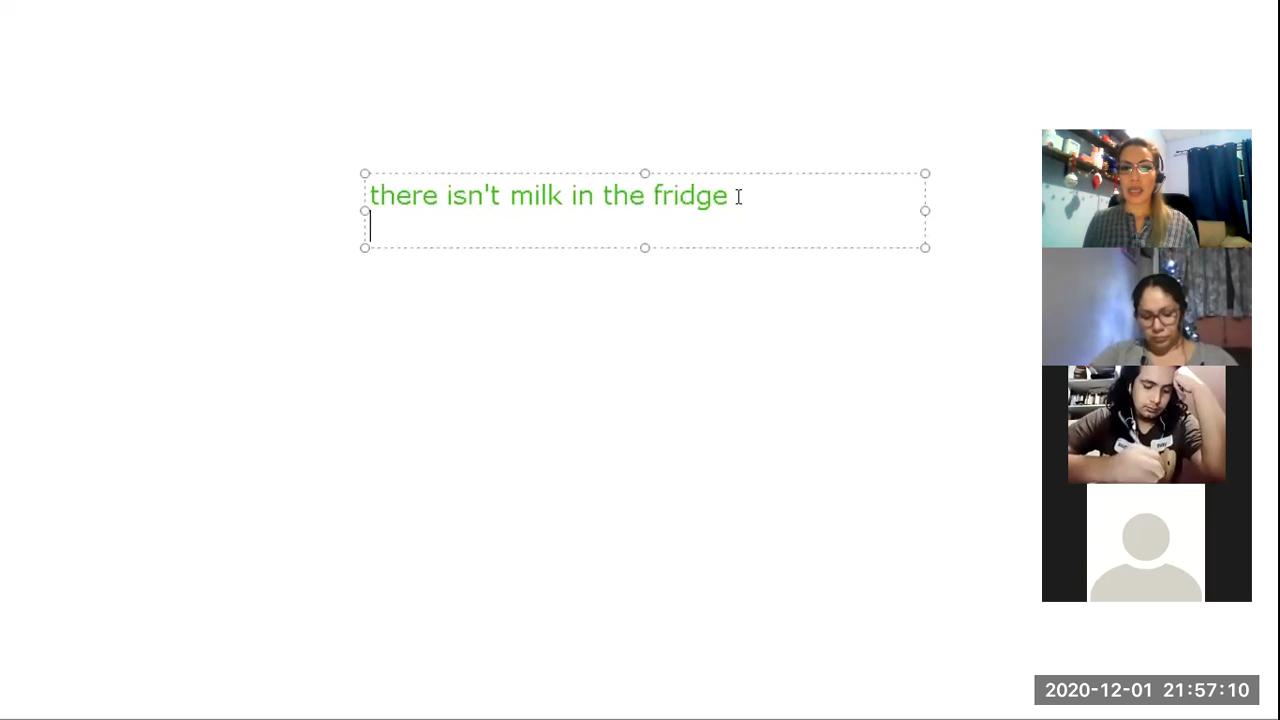 there isn't milk in the fridge
2020-12-01 21:57:10